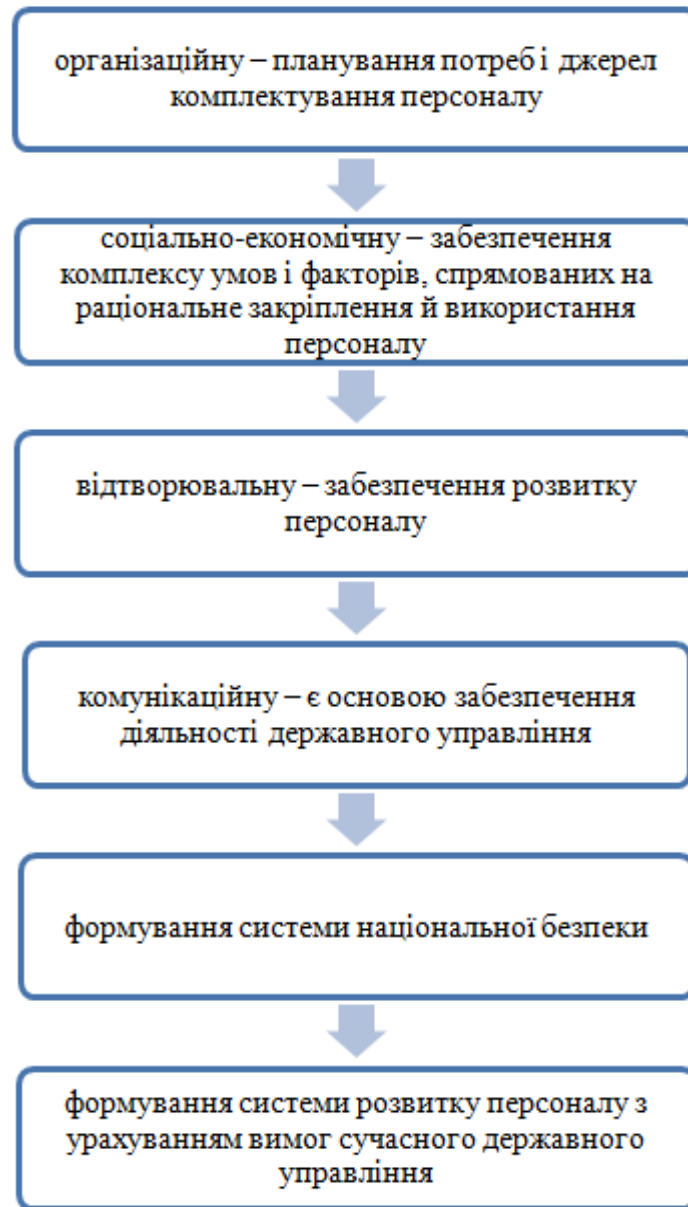 організаційну – планування потреб і джерел
комплектування персоналу
соціально-економічну – забезпечення
комплексу умов і факторів, спрямованих на
раціональне закріплення й використання
персоналу
відтворювальну – забезпечення розвитку
персоналу
комунікаційну – є основою забезпечення
діяльності державного управління
формування системи національної безпеки
формування системи розвитку персоналу з
урахуванням вимог сучасного державного
управління